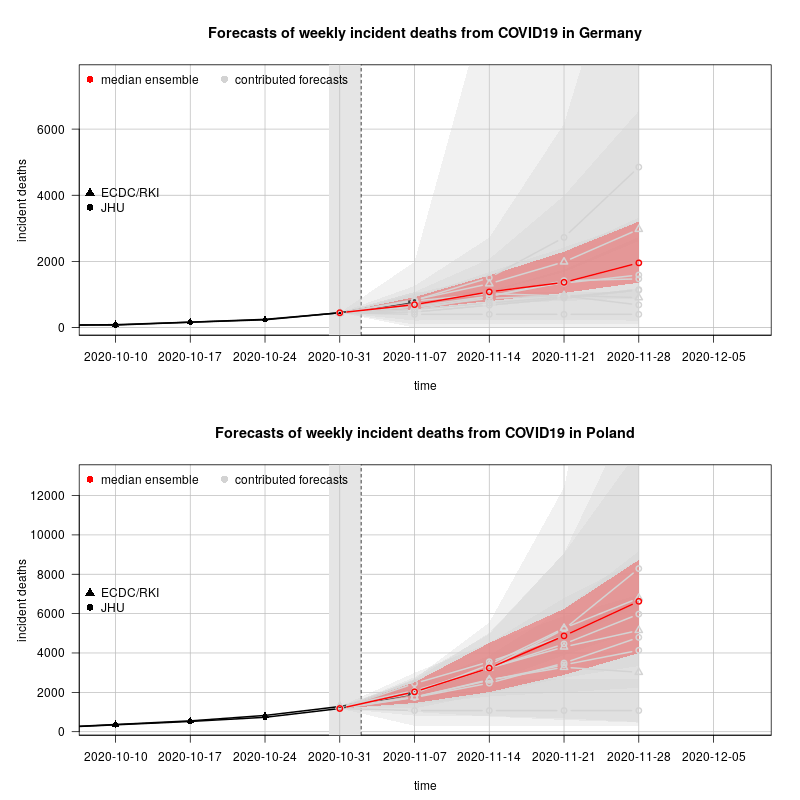 Forecasts of weekly incident deaths from COVID19 in Germany
median ensemble contributed forecasts
6000
ECDC/RKI
4000
JHU
incident deaths
2000
0
2020-10-10 2020-10-17 2020-10-24 2020-10-31 2020-11-07 2020-11-14 2020-11-21 2020-11-28 2020-12-05
time
Forecasts of weekly incident deaths from COVID19 in Poland
median ensemble contributed forecasts
12000
10000
8000
ECDC/RKI
JHU
6000
incident deaths
4000
2000
0
2020-10-10 2020-10-17 2020-10-24 2020-10-31 2020-11-07 2020-11-14 2020-11-21 2020-11-28 2020-12-05
time